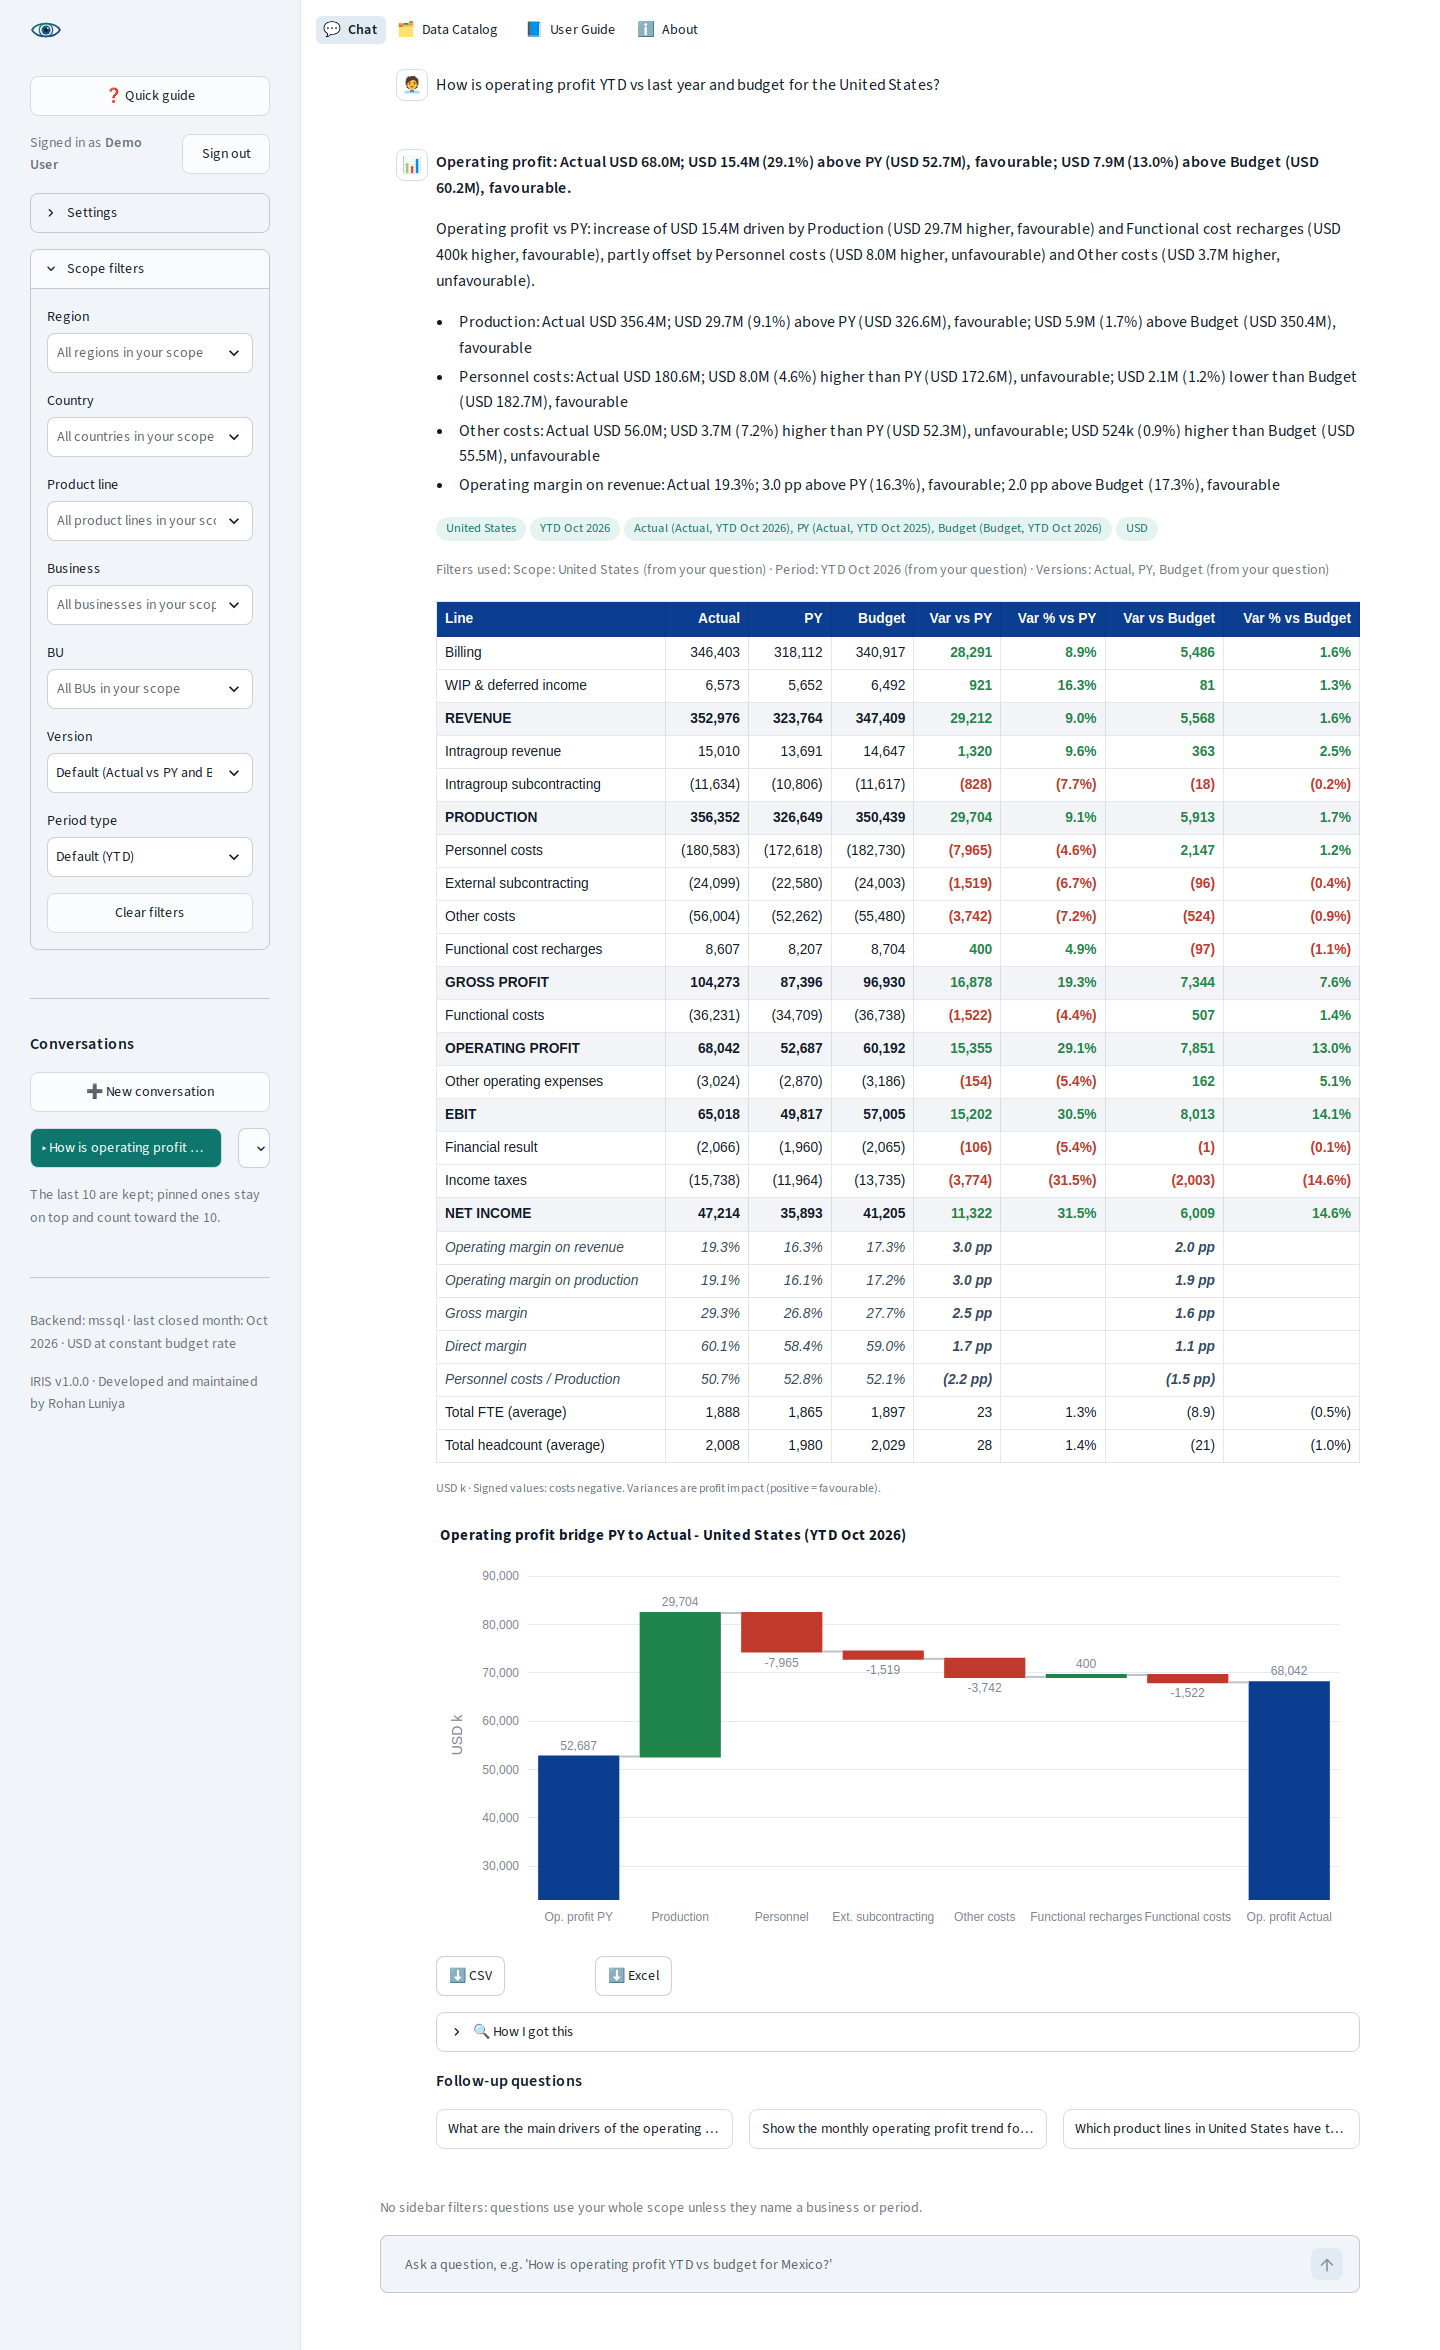 ❓ Quick guide
Signed in as Demo
User
Sign out
Settings
Scope filters
Region
All regions in your scope
Country
All countries in your scope
Product line
All product lines in your sco
Business
All businesses in your scop
BU
All BUs in your scope
Version
Default (Actual vs PY and B
Period type
Default (YTD)
Clear filters
Conversations
➕ New conversation
▸ How is operating profit …
The last 10 are kept; pinned ones stay
on top and count toward the 10.
Backend: mssql · last closed month: Oct
2026 · USD at constant budget rate
IRIS v1.0.0 · Developed and maintained
by Rohan Luniya
💬 Chat 🗂️ Data Catalog 📘 User Guide ℹ️ About
How is operating profit YTD vs last year and budget for the United States?
Operating profit: Actual USD 68.0M; USD 15.4M (29.1%) above PY (USD 52.7M), favourable; USD 7.9M (13.0%) above Budget (USD
60.2M), favourable.
Operating profit vs PY: increase of USD 15.4M driven by Production (USD 29.7M higher, favourable) and Functional cost recharges (USD
400k higher, favourable), partly offset by Personnel costs (USD 8.0M higher, unfavourable) and Other costs (USD 3.7M higher,
unfavourable).
• Production: Actual USD 356.4M; USD 29.7M (9.1%) above PY (USD 326.6M), favourable; USD 5.9M (1.7%) above Budget (USD 350.4M),
favourable
• Personnel costs: Actual USD 180.6M; USD 8.0M (4.6%) higher than PY (USD 172.6M), unfavourable; USD 2.1M (1.2%) lower than Budget
(USD 182.7M), favourable
• Other costs: Actual USD 56.0M; USD 3.7M (7.2%) higher than PY (USD 52.3M), unfavourable; USD 524k (0.9%) higher than Budget (USD
55.5M), unfavourable
• Operating margin on revenue: Actual 19.3%; 3.0 pp above PY (16.3%), favourable; 2.0 pp above Budget (17.3%), favourable
United States YTD Oct 2026 Actual (Actual, YTD Oct 2026), PY (Actual, YTD Oct 2025), Budget (Budget, YTD Oct 2026) USD
Filters used: Scope: United States (from your question) · Period: YTD Oct 2026 (from your question) · Versions: Actual, PY, Budget (from your question)
Line Actual PY Budget Var vs PY Var % vs PY Var vs Budget Var % vs Budget
Billing 346,403 318,112 340,917 28,291 8.9% 5,486 1.6%
WIP & deferred income 6,573 5,652 6,492 921 16.3% 81 1.3%
REVENUE 352,976 323,764 347,409 29,212 9.0% 5,568 1.6%
Intragroup revenue 15,010 13,691 14,647 1,320 9.6% 363 2.5%
Intragroup subcontracting (11,634) (10,806) (11,617) (828) (7.7%) (18) (0.2%)
PRODUCTION 356,352 326,649 350,439 29,704 9.1% 5,913 1.7%
Personnel costs (180,583) (172,618) (182,730) (7,965) (4.6%) 2,147 1.2%
External subcontracting (24,099) (22,580) (24,003) (1,519) (6.7%) (96) (0.4%)
Other costs (56,004) (52,262) (55,480) (3,742) (7.2%) (524) (0.9%)
Functional cost recharges 8,607 8,207 8,704 400 4.9% (97) (1.1%)
GROSS PROFIT 104,273 87,396 96,930 16,878 19.3% 7,344 7.6%
Functional costs (36,231) (34,709) (36,738) (1,522) (4.4%) 507 1.4%
OPERATING PROFIT 68,042 52,687 60,192 15,355 29.1% 7,851 13.0%
Other operating expenses (3,024) (2,870) (3,186) (154) (5.4%) 162 5.1%
EBIT 65,018 49,817 57,005 15,202 30.5% 8,013 14.1%
Financial result (2,066) (1,960) (2,065) (106) (5.4%) (1) (0.1%)
Income taxes (15,738) (11,964) (13,735) (3,774) (31.5%) (2,003) (14.6%)
NET INCOME 47,214 35,893 41,205 11,322 31.5% 6,009 14.6%
Operating margin on revenue 19.3% 16.3% 17.3% 3.0 pp 2.0 pp
Operating margin on production 19.1% 16.1% 17.2% 3.0 pp 1.9 pp
Gross margin 29.3% 26.8% 27.7% 2.5 pp 1.6 pp
Direct margin 60.1% 58.4% 59.0% 1.7 pp 1.1 pp
Personnel costs / Production 50.7% 52.8% 52.1% (2.2 pp) (1.5 pp)
Total FTE (average) 1,888 1,865 1,897 23 1.3% (8.9) (0.5%)
Total headcount (average) 2,008 1,980 2,029 28 1.4% (21) (1.0%)
USD k · Signed values: costs negative. Variances are profit impact (positive = favourable).
Operating profit bridge PY to Actual - United States (YTD Oct 2026)
USD k
90,000
80,000
70,000
60,000
50,000
40,000
30,000
52,687
29,704
-7,965
-1,519
-3,742
400
-1,522
68,042
Op. profit PY Production Personnel Ext. subcontracting Other costs Functional recharges Functional costs Op. profit Actual
⬇️ CSV ⬇️ Excel
🔍 How I got this
Follow-up questions
What are the main drivers of the operating …
Show the monthly operating profit trend fo…
Which product lines in United States have t…
No sidebar filters: questions use your whole scope unless they name a business or period.
Ask a question, e.g. 'How is operating profit YTD vs budget for Mexico?'